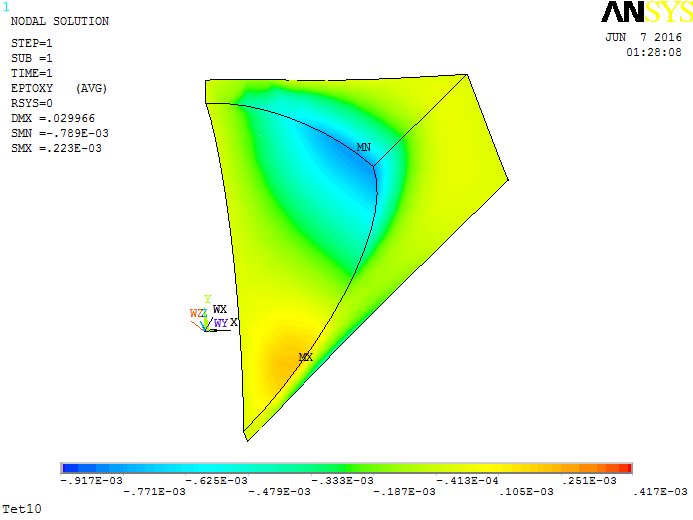 1
ANSYS
NODAL SOLUTION
JUN 7 2016
01:28:08
STEP=1
SUB =1
TIME=1
EPTOXY (AVG)
RSYS=0
DMX =.029966
SMN =-.789E-03
SMX =.223E-03
MN
Y
WZ Z WX
WY X
MX
-.917E-03 -.625E-03 -.333E-03 -.413E-04 .251E-03
-.771E-03 -.479E-03 -.187E-03 .105E-03 .417E-03
Tet10